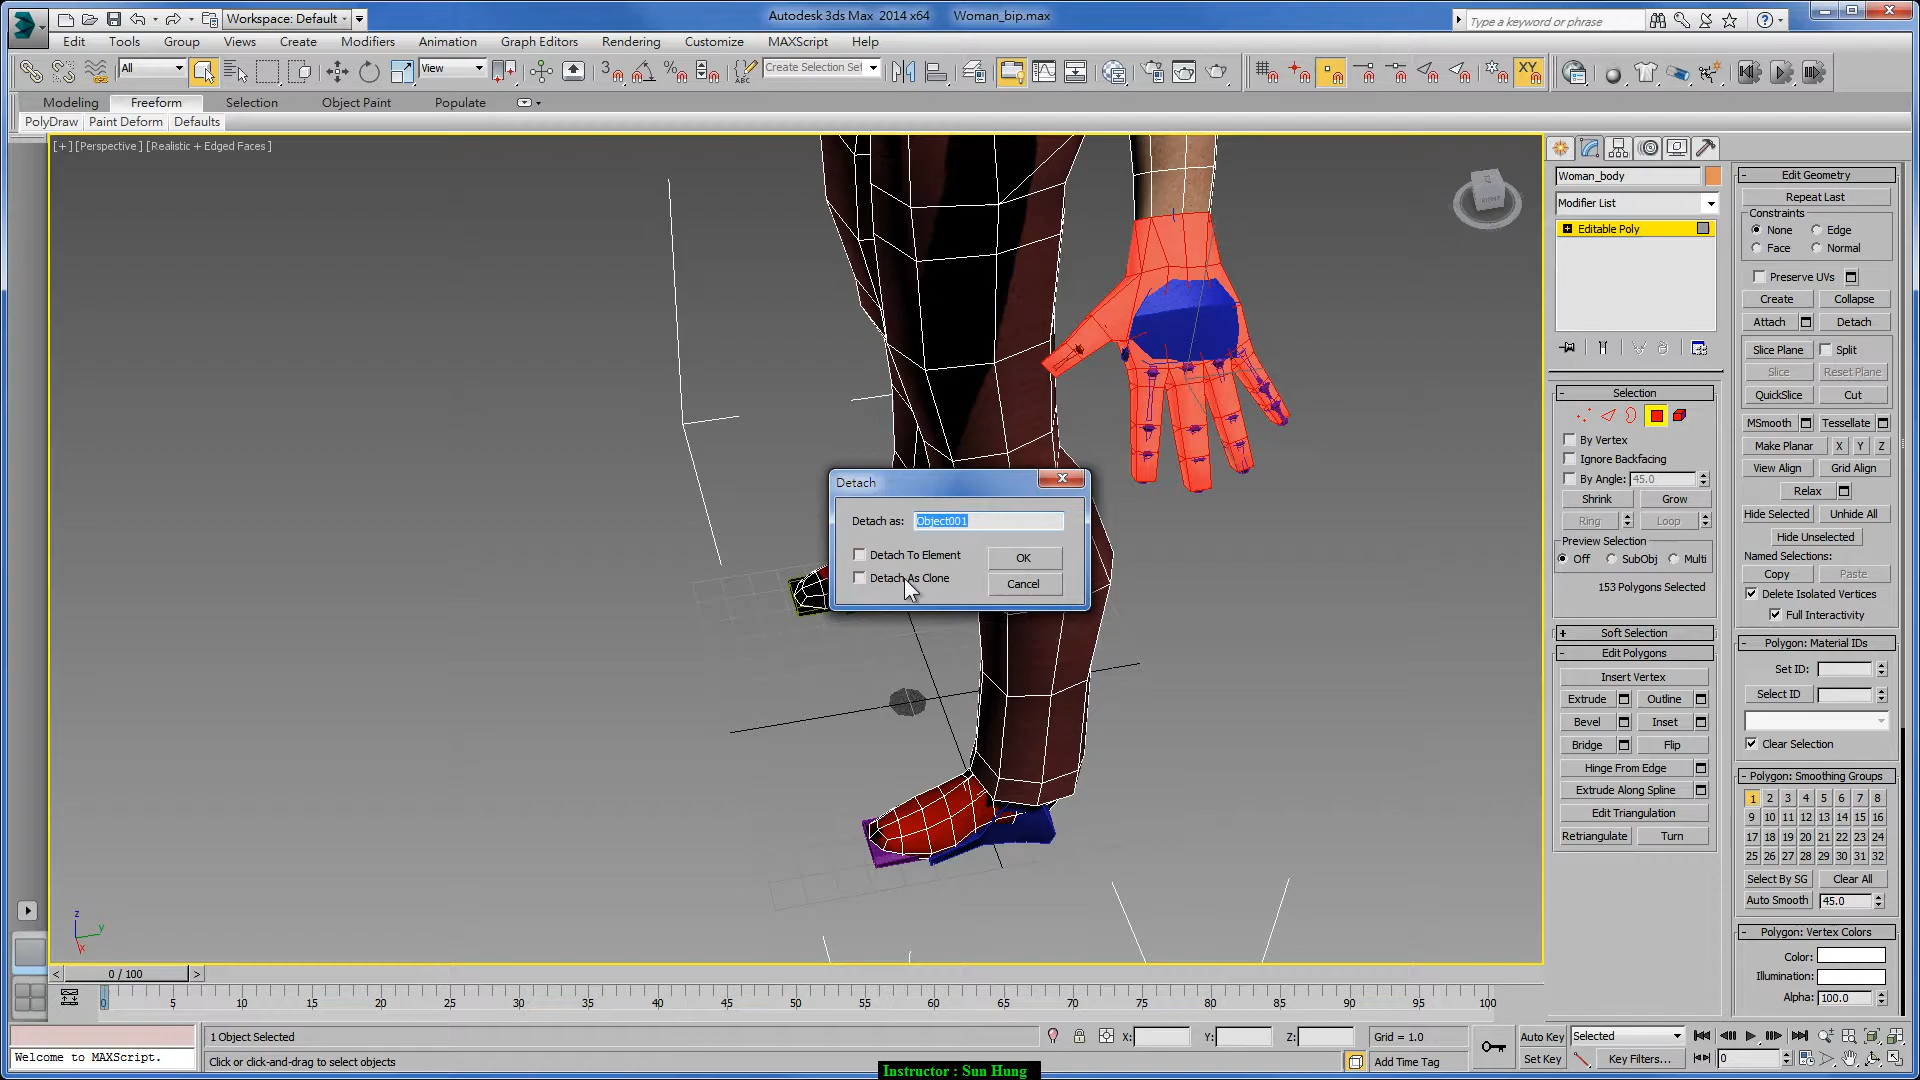 Workspace: Default
Autodesk 3ds Max 2014 x64 Woman_bip.max
Type a keyword or phrase
Edit Tools Group Views Create Modifiers Animation Graph Editors Rendering Customize MAXScript Help
All
View
Create Selection Set
XY
Modeling Freeform Selection Object Paint Populate
PolyDraw Paint Deform Defaults
[+] [Perspective] [Realistic + Edged Faces]
Woman_body
Modifier List
Editable Poly
Selection
By Vertex
Ignore Backfacing
By Angle: 45.0
Shrink Grow
Ring Loop
Preview Selection
Off SubObj Multi
153 Polygons Selected
Soft Selection
Edit Polygons
Insert Vertex
Extrude Outline
Bevel Inset
Bridge Flip
Hinge From Edge
Extrude Along Spline
Edit Triangulation
Retriangulate Turn
Edit Geometry
Repeat Last
Constraints
None Edge
Face Normal
Preserve UVs
Create Collapse
Attach Detach
Slice Plane Split
Slice Reset Plane
QuickSlice Cut
MSmooth Tessellate
Make Planar X Y Z
View Align Grid Align
Relax
Hide Selected Unhide All
Hide Unselected
Named Selections:
Copy Paste
Delete Isolated Vertices
Full Interactivity
Polygon: Material IDs
Set ID:
Select ID
Clear Selection
Polygon: Smoothing Groups
1 2 3 4 5 6 7 8
9 10 11 12 13 14 15 16
17 18 19 20 21 22 23 24
25 26 27 28 29 30 31 32
Select By SG Clear All
Auto Smooth 45.0
Polygon: Vertex Colors
Color:
Illumination:
Alpha: 100.0
Detach
Detach as: Object001
Detach To Element
OK
Detach As Clone
Cancel
z
y
x
< 0 / 100 >
0 5 10 15 20 25 30 35 40 45 50 55 60 65 70 75 80 85 90 95 100
1 Object Selected
X: Y: Z:
Grid = 1.0
Auto Key Selected
Welcome to MAXScript.
Click or click-and-drag to select objects
Add Time Tag
Set Key Key Filters... 0
Instructor : Sun Hung